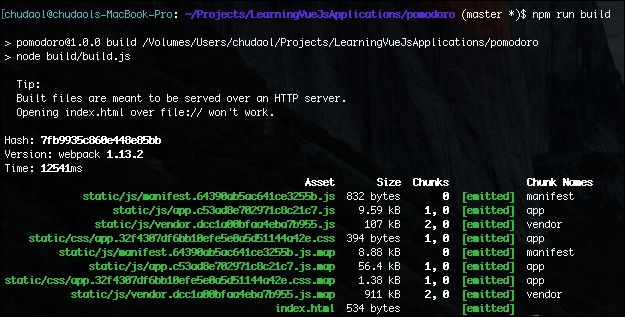 [chudaol@chudaols-MacBook-Pro: ~/Projects/LearningVueJsApplications/pomodoro (master *)$ npm run build
> pomodoro@1.0.0 build /Volumes/Users/chudaol/Projects/LearningVueJsApplications/pomodoro
> node build/build.js
Tip:
Built files are meant to be served over an HTTP server.
Opening index.html over file:// won't work.
Hash: 7fb9935c860e448e85bb
Version: webpack 1.13.2
Time: 12541ms
Asset Size Chunks Chunk Names
static/js/manifest.64390ab5ac641ce3255b.js 832 bytes 0 [emitted] manifest
static/js/app.c53ad8e702971c8c21c7.js 9.59 kB 1, 0 [emitted] app
static/js/vendor.dcc1a00bfaa4eba7b955.js 107 kB 2, 0 [emitted] vendor
static/css/app.32f4307df6bb10efe5e0a5d51144a42e.css 394 bytes 1, 0 [emitted] app
static/js/manifest.64390ab5ac641ce3255b.js.map 8.88 kB 0 [emitted] manifest
static/js/app.c53ad8e702971c8c21c7.js.map 56.4 kB 1, 0 [emitted] app
static/css/app.32f4307df6bb10efe5e0a5d51144a42e.css.map 1.38 kB 1, 0 [emitted] app
static/js/vendor.dcc1a00bfaa4eba7b955.js.map 911 kB 2, 0 [emitted] vendor
index.html 534 bytes [emitted]